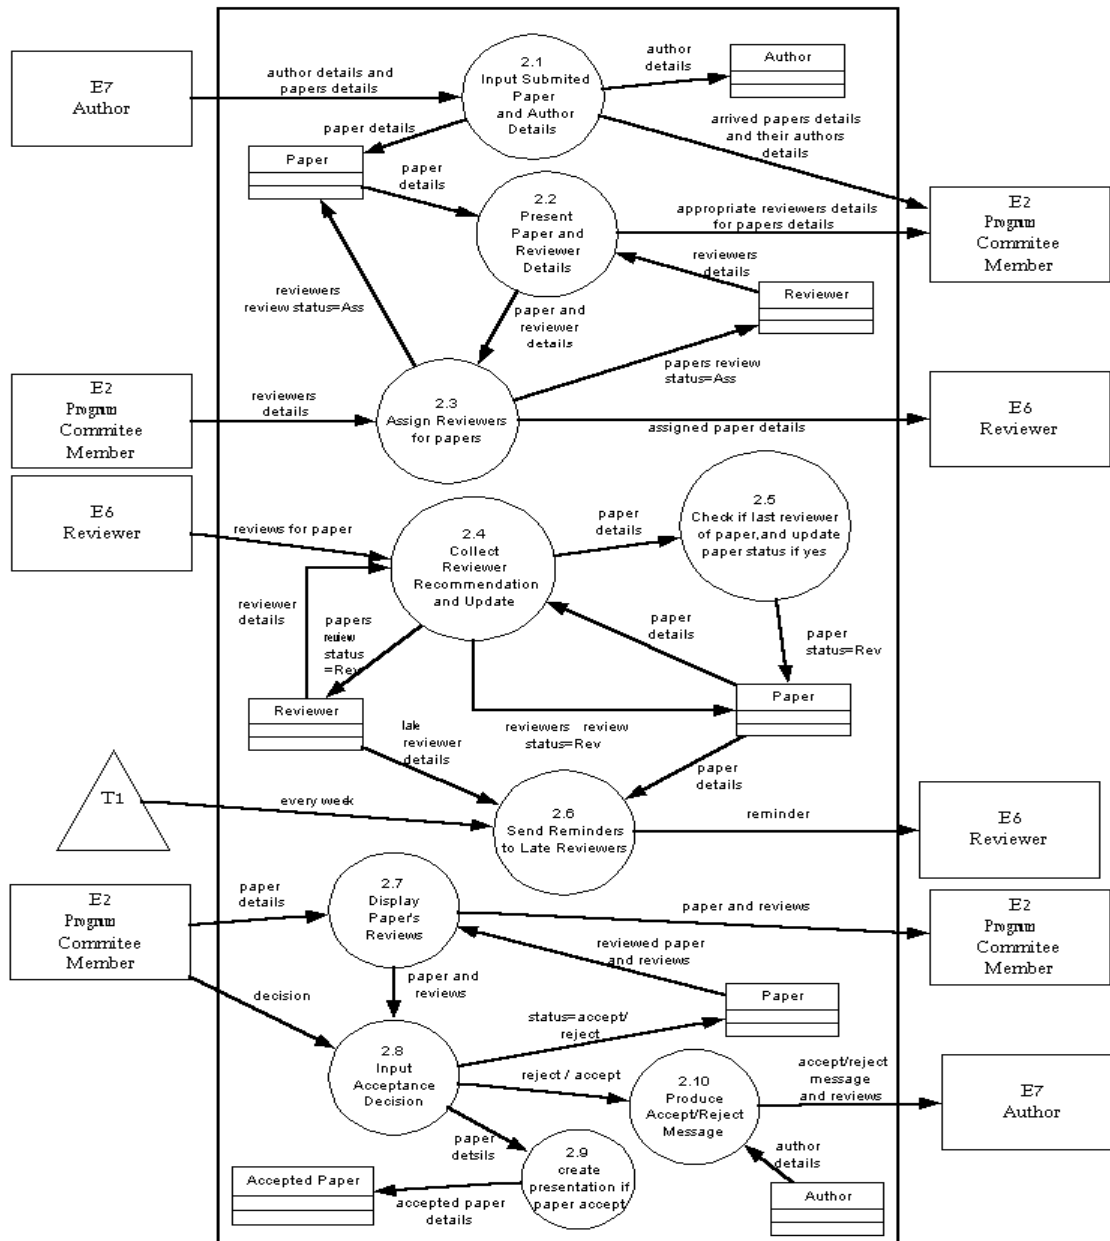 E7
Author
author details and
papers details
2.1
Input Submited
Paper
and Author
Details
author
details
Author
paper details
arrived papers details
and their authors
details
Paper
paper
details
2.2
Present
Paper and
Reviewer
Details
appropriate reviewers details
for papers details
E2
Program
Commitee
Member
reviewers
details
Reviewer
reviewers
review status=Ass
paper and
reviewer
details
papers review
status=Ass
E2
Program
Commitee
Member
reviewers
details
2.3
Assign Reviewers
for papers
assigned paper details
E6
Reviewer
E6
Reviewer
reviews for paper
2.4
Collect
Reviewer
Recommendation
and Update
paper
details
2.5
Check if last reviewer
of paper,and update
paper status if yes
reviewer
details
papers
review
status
=Rev
paper
details
paper
status=Rev
Reviewer
late
reviewer
details
reviewers review
status=Rev
Paper
paper
details
T1
every week
2.6
Send Reminders
to Late Reviewers
reminder
E6
Reviewer
E2
Program
Commitee
Member
paper
details
2.7
Display
Paper's
Reviews
paper and reviews
E2
Program
Commitee
Member
reviewed paper
and reviews
paper and
reviews
Paper
decision
status=accept/
reject
2.8
Input
Acceptance
Decision
reject / accept
2.10
Produce
Accept/Reject
Message
accept/reject
message
and reviews
E7
Author
paper
detsils
2.9
create
presentation if
paper accept
author
details
Accepted Paper
accepted paper
details
Author